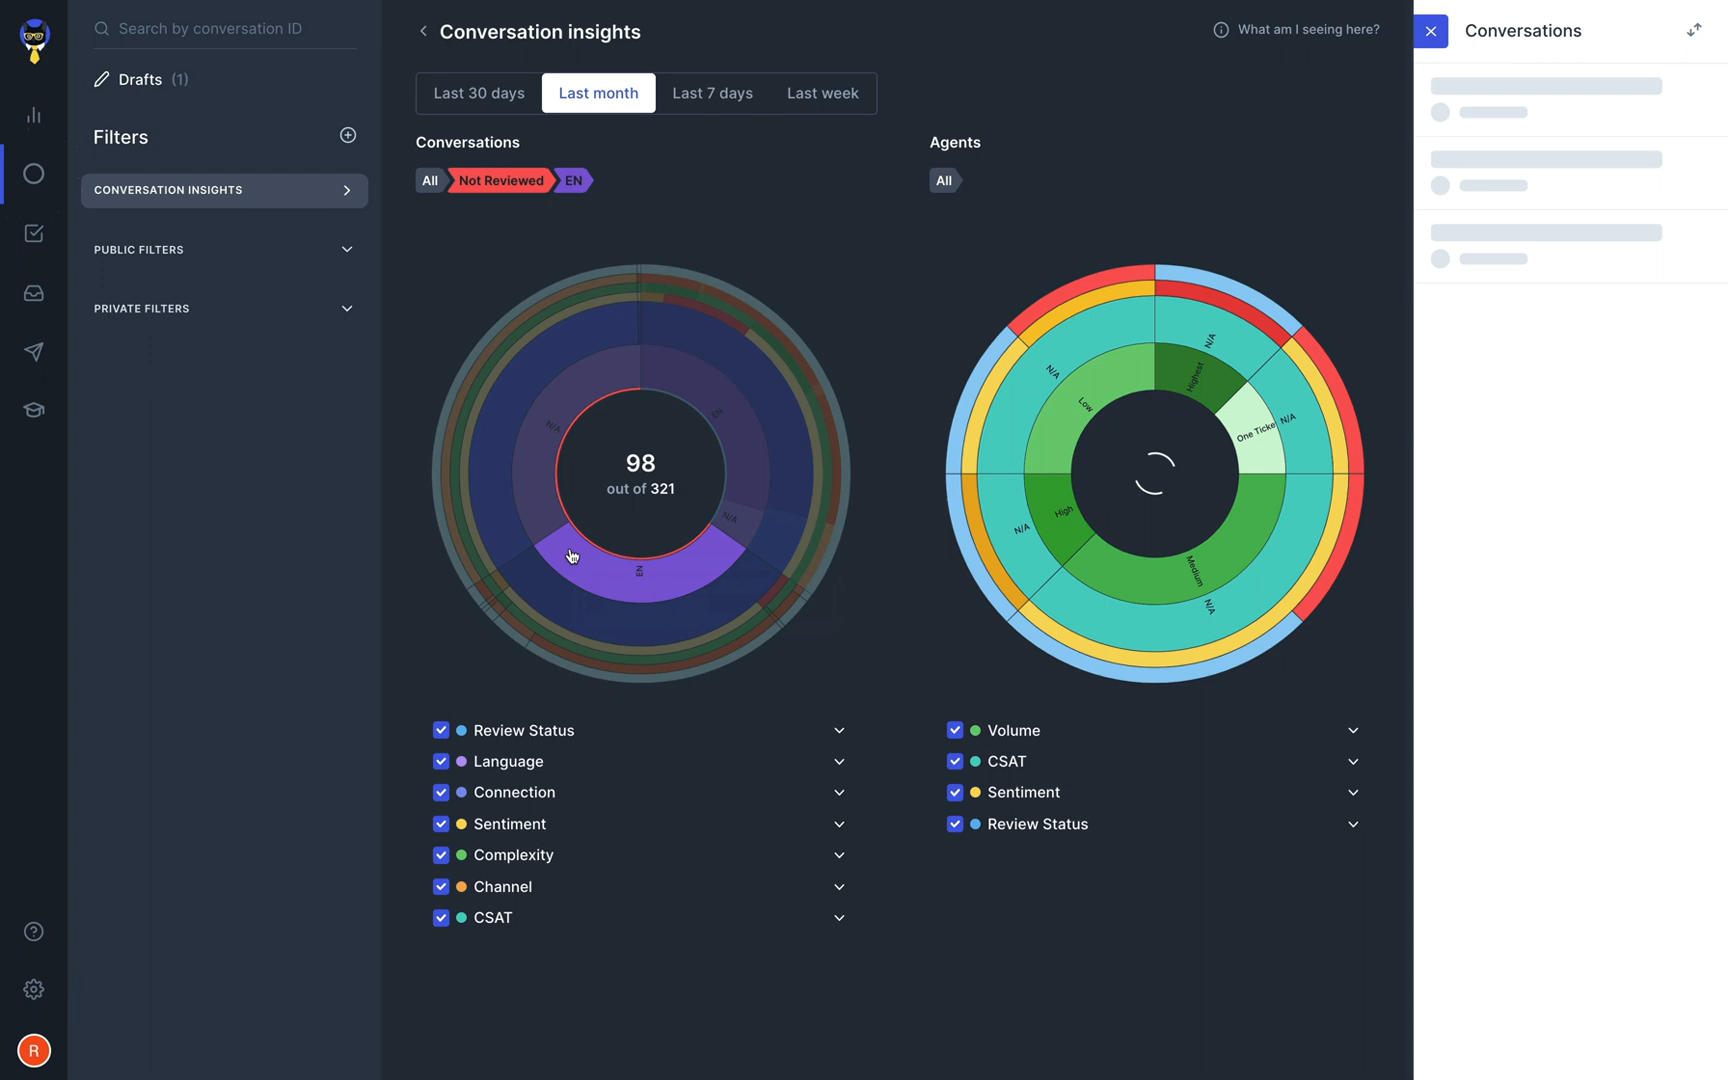 Search by conversation ID
Drafts (1)
Filters
CONVERSATION INSIGHTS
PUBLIC FILTERS
PRIVATE FILTERS
R
Conversation insights
What am I seeing here?
Last 30 days
Last month
Last 7 days
Last week
Conversations
All
Not Reviewed
EN
EN
N/A
N/A
EN
98
out of 321
Review Status
Language
Connection
Sentiment
Complexity
Channel
CSAT
Agents
All
N/A
Highest
N/A
One Ticke
Low
N/A
High
N/A
Medium
N/A
Volume
CSAT
Sentiment
Review Status
Conversations